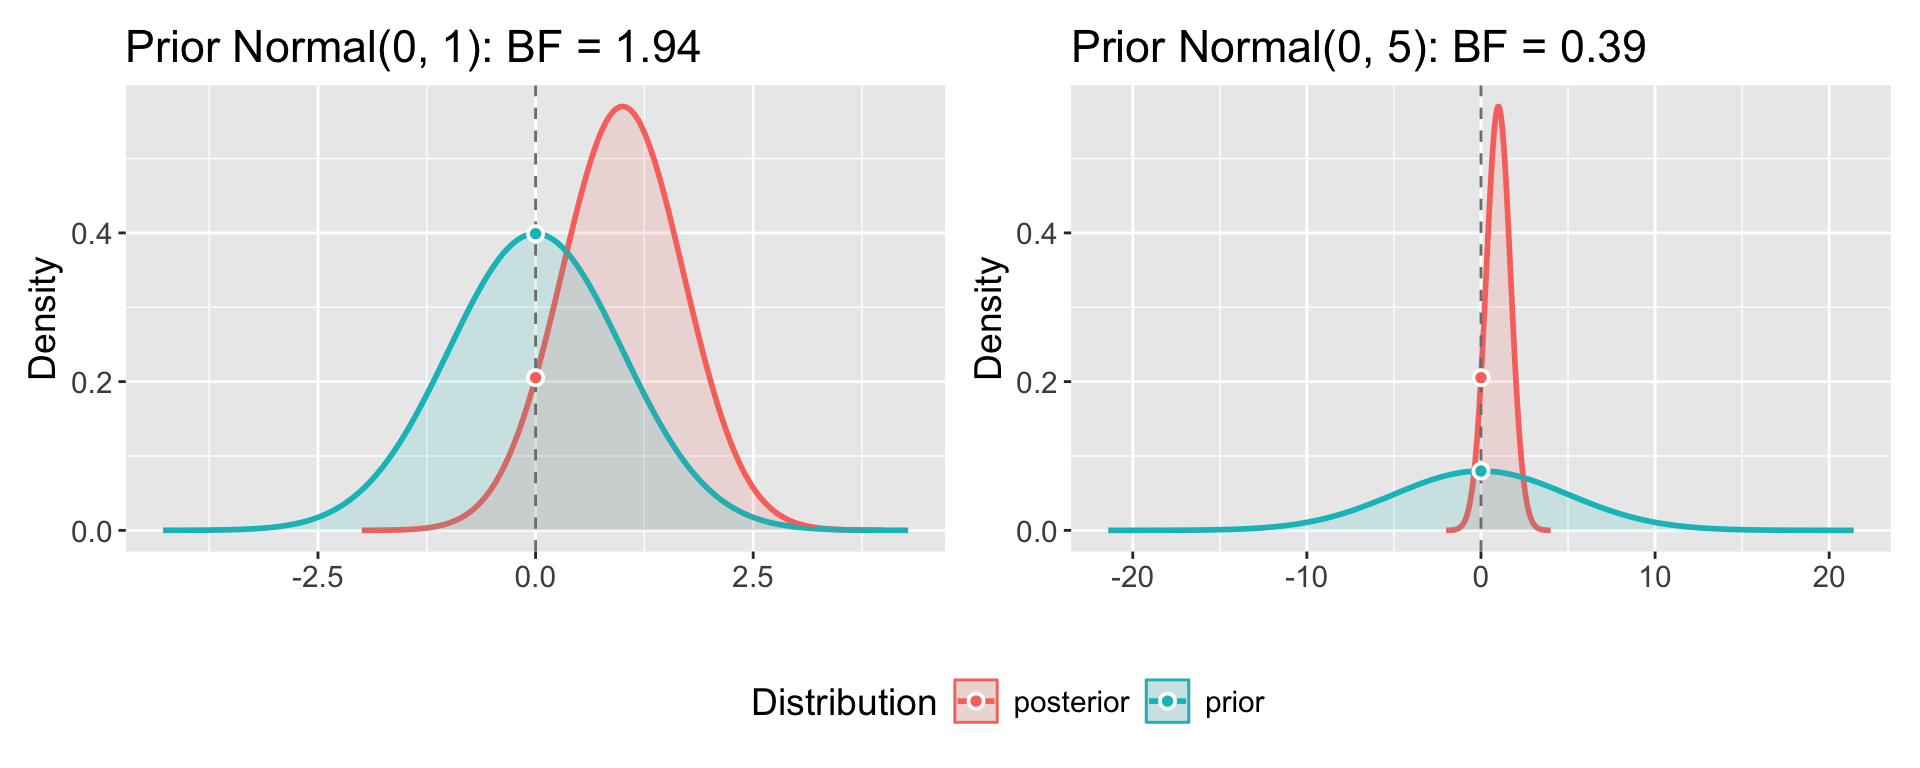 Prior Normal(0, 1): BF = 1.94
Density
0.4
0.2
0.0
-2.5 0.0 2.5
Prior Normal(0, 5): BF = 0.39
Density
0.4
0.2
0.0
-20 -10 0 10 20
Distribution posterior prior